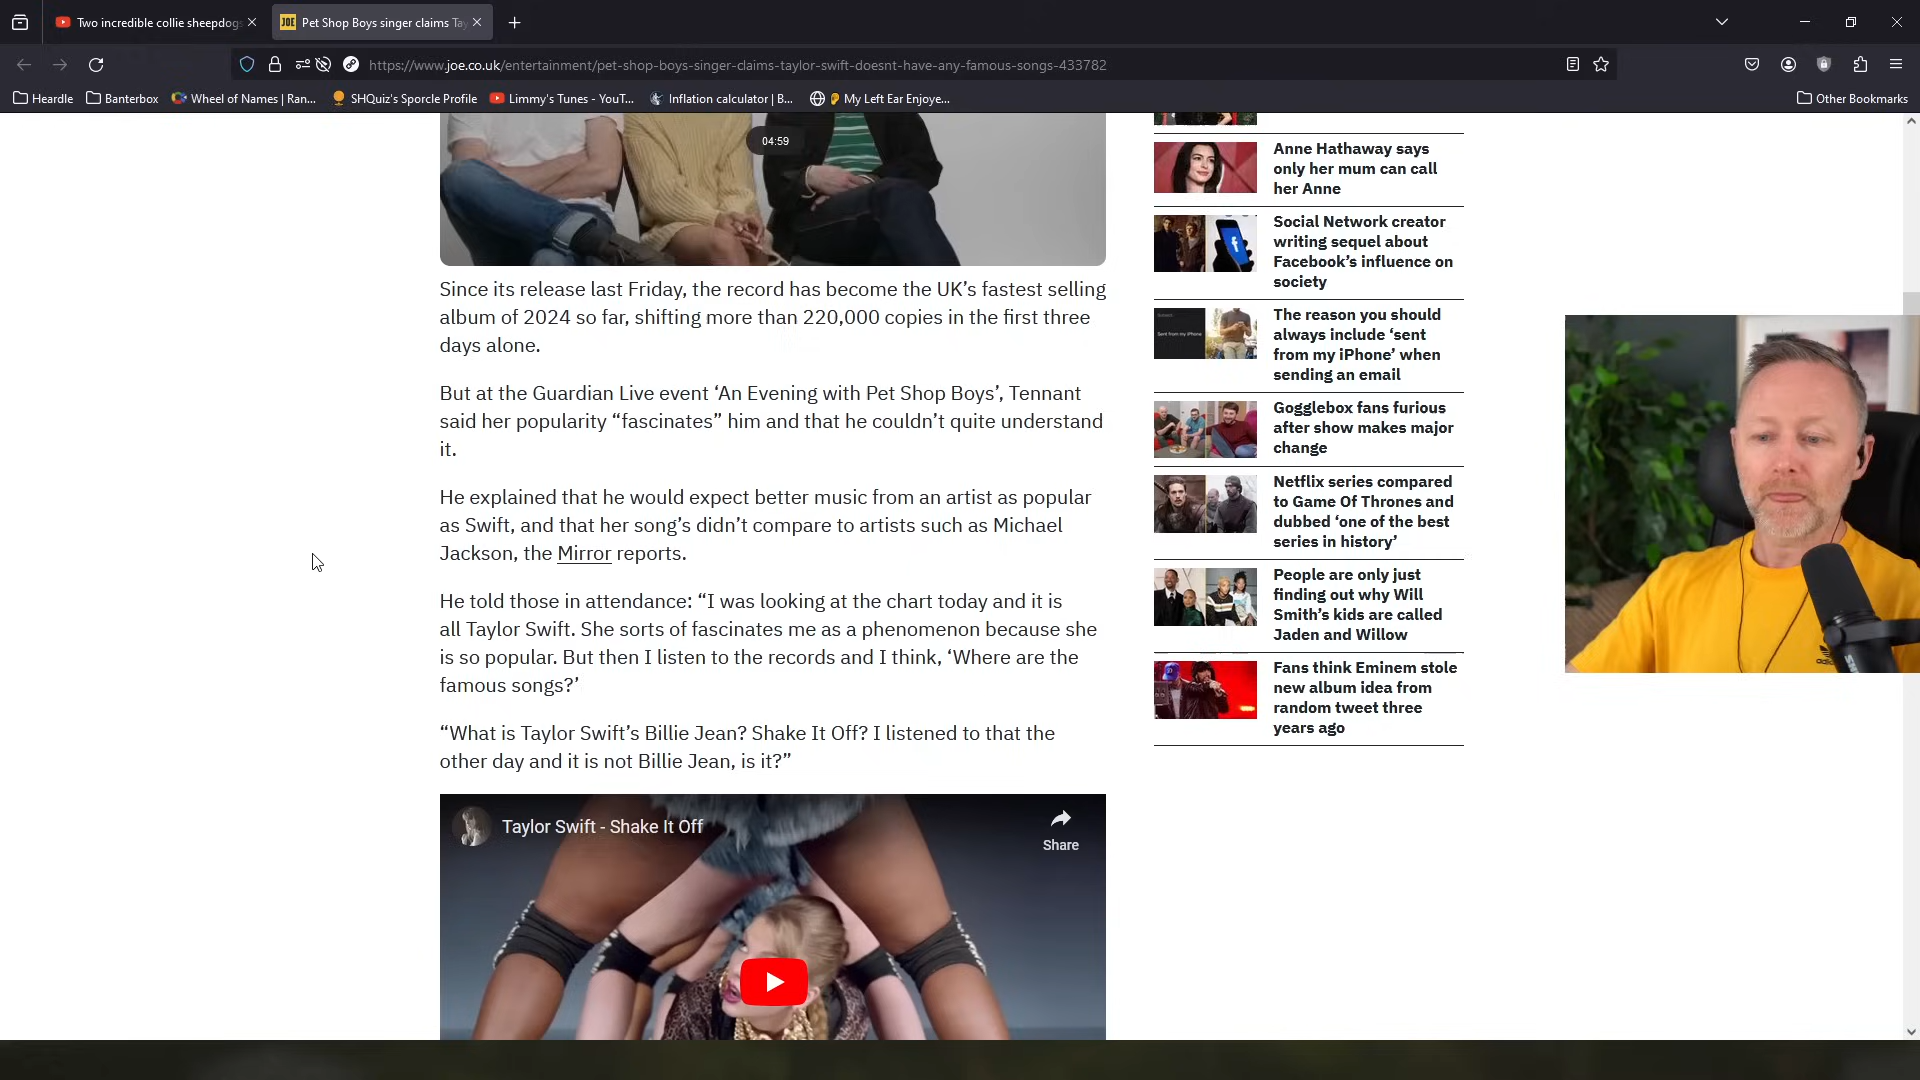 Two incredible collie sheepdogs
Pet Shop Boys singer claims Tay
https://www.joe.co.uk/entertainment/pet-shop-boys-singer-claims-taylor-swift-doesnt-have-any-famous-songs-433782
Heardle
Banterbox
Wheel of Names | Ran...
SHQuiz's Sporcle Profile
Limmy's Tunes - YouT...
Inflation calculator | B...
My Left Ear Enjoye...
Other Bookmarks
04:59
Since its release last Friday, the record has become the UK’s fastest selling
album of 2024 so far, shifting more than 220,000 copies in the first three
days alone.
But at the Guardian Live event ‘An Evening with Pet Shop Boys’, Tennant
said her popularity “fascinates” him and that he couldn’t quite understand
it.
He explained that he would expect better music from an artist as popular
as Swift, and that her song’s didn’t compare to artists such as Michael
Jackson, the Mirror reports.
He told those in attendance: “I was looking at the chart today and it is
all Taylor Swift. She sorts of fascinates me as a phenomenon because she
is so popular. But then I listen to the records and I think, ‘Where are the
famous songs?’
“What is Taylor Swift’s Billie Jean? Shake It Off? I listened to that the
other day and it is not Billie Jean, is it?”
Taylor Swift - Shake It Off
Share
Anne Hathaway says
only her mum can call
her Anne
Social Network creator
writing sequel about
Facebook’s influence on
society
Sent from my iPhone
The reason you should
always include ‘sent
from my iPhone’ when
sending an email
Gogglebox fans furious
after show makes major
change
Netflix series compared
to Game Of Thrones and
dubbed ‘one of the best
series in history’
People are only just
finding out why Will
Smith’s kids are called
Jaden and Willow
Fans think Eminem stole
new album idea from
random tweet three
years ago